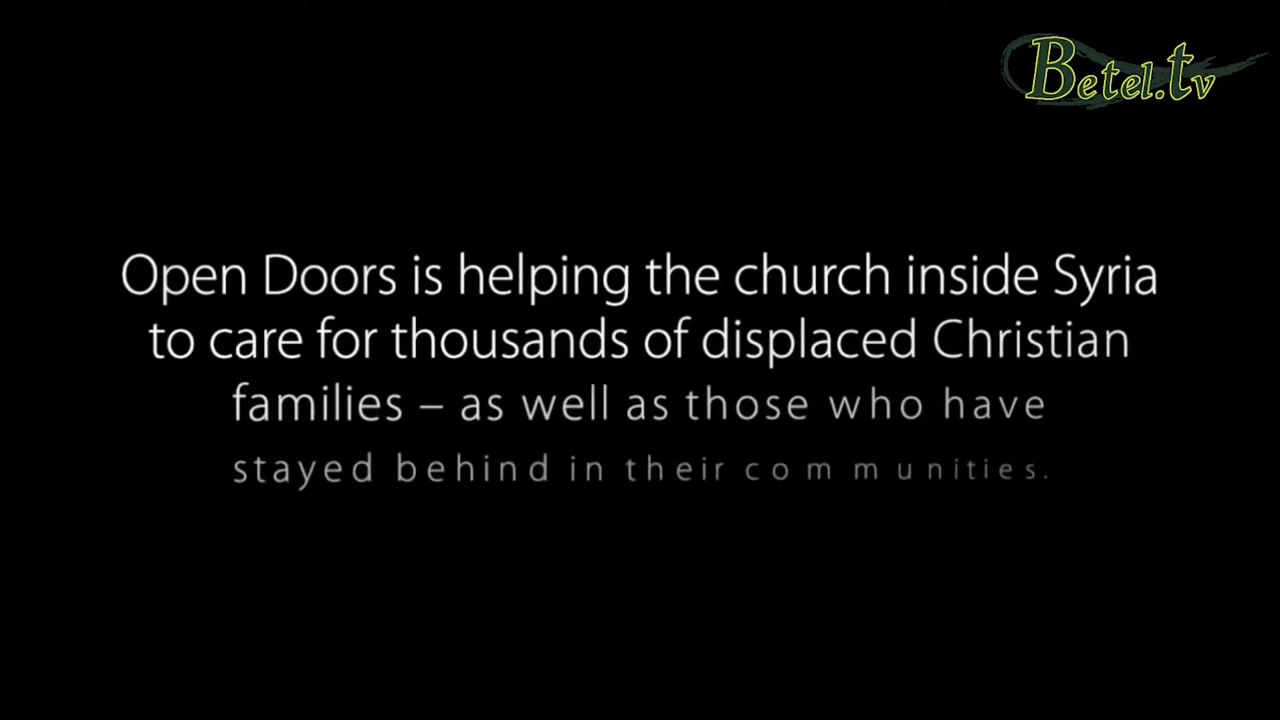 Betel.tv
Open Doors is helping the church inside Syria
to care for thousands of displaced Christian
families – as well as those who have
stayed behind in their communities.